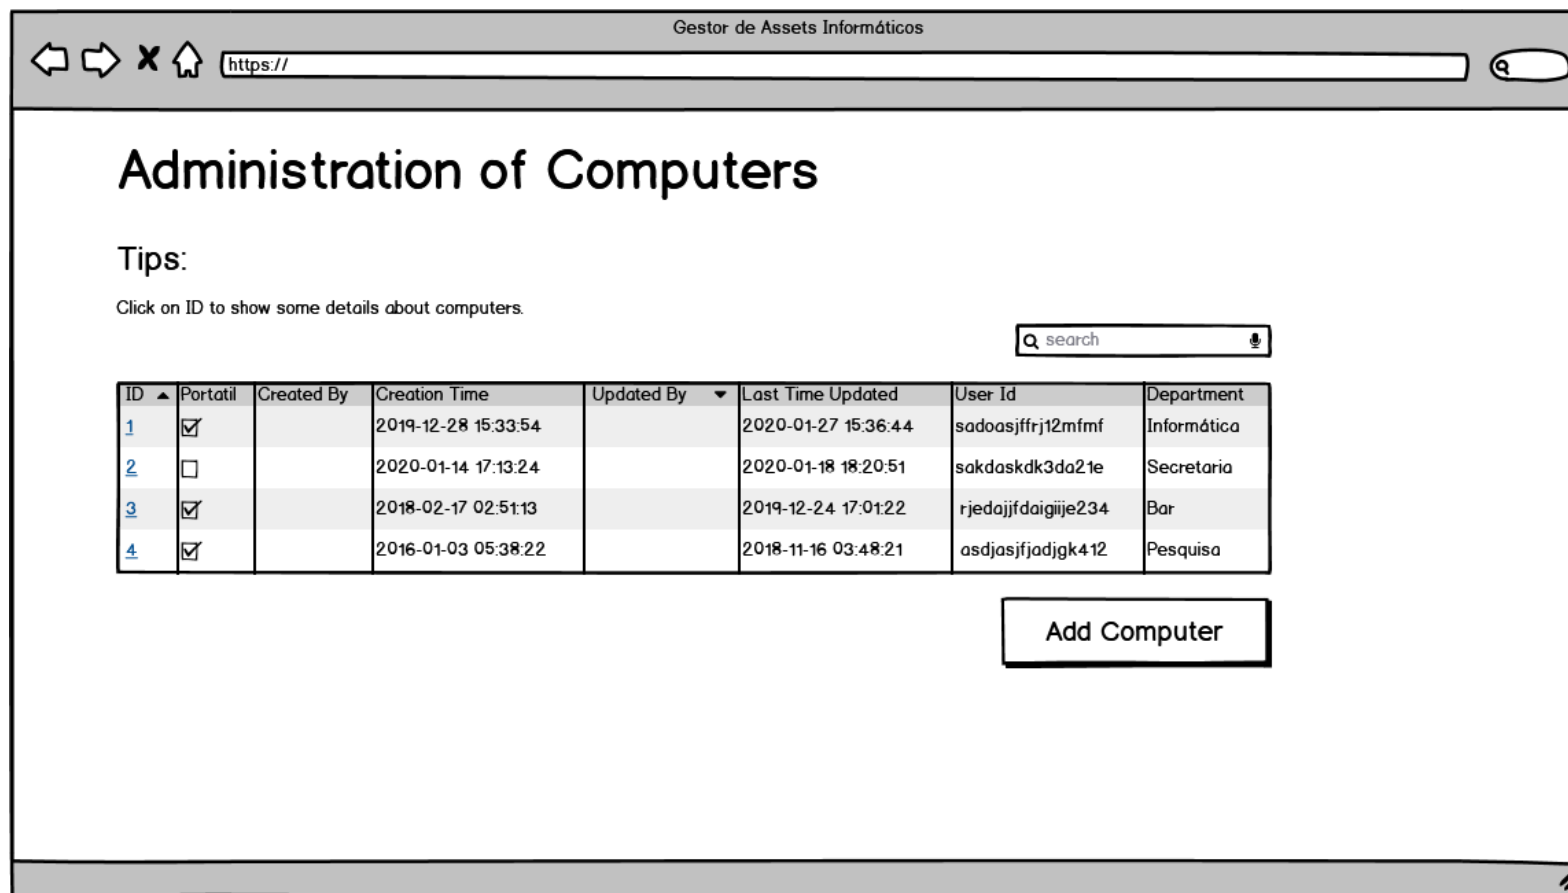 Gestor de Assets Informáticos
https://
Administration of Computers
Tips:
Click on ID to show some details about computers.
search
ID Portatil Created By Creation Time Updated By Last Time Updated User Id Department
1 2019-12-28 15:33:54 2020-01-27 15:36:44 sadoasjffrj12mfmf Informática
2 2020-01-14 17:13:24 2020-01-18 18:20:51 sakdaskdk3da21e Secretaria
3 2018-02-17 02:51:13 2019-12-24 17:01:22 rjedajjfdaigiije234 Bar
4 2016-01-03 05:38:22 2018-11-16 03:48:21 asdjasjfjadjgk412 Pesquisa
Add Computer